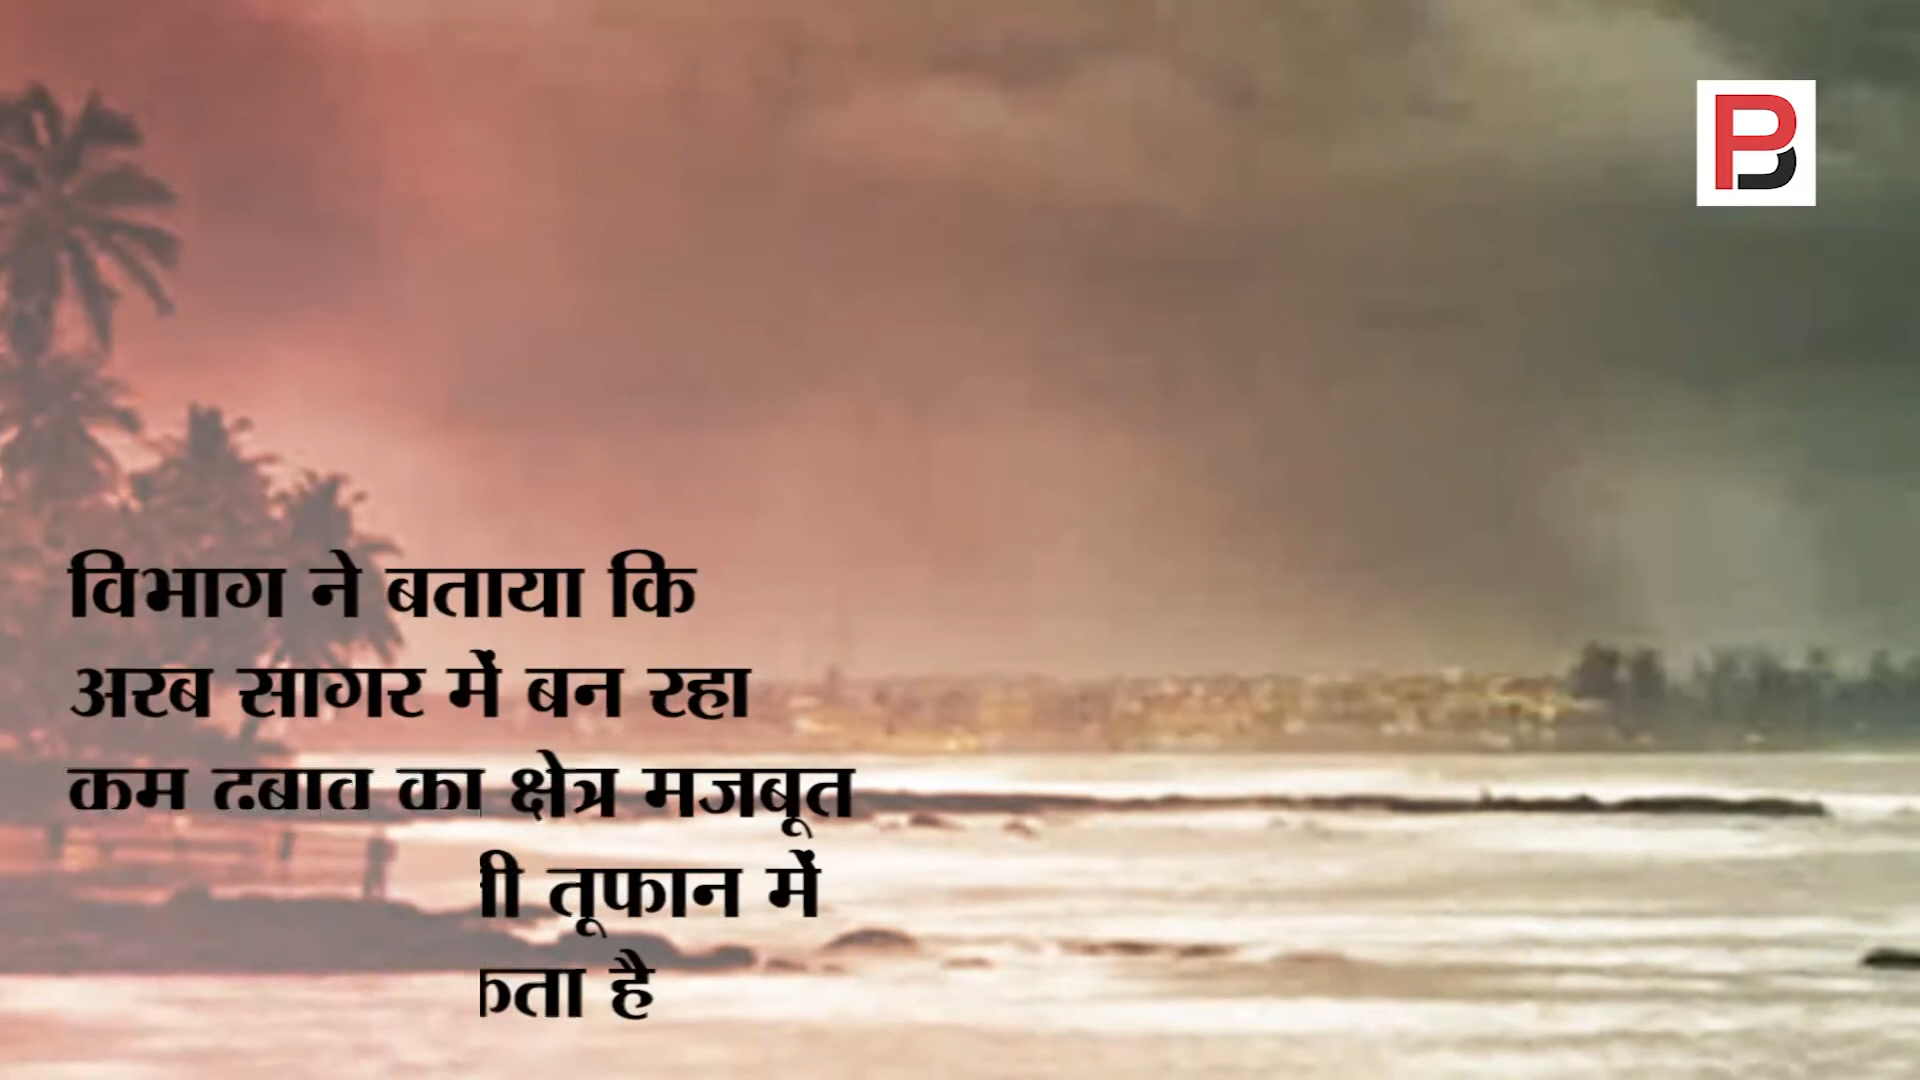 विभाग ने बताया कि
अरब सागर में बन रहा
कम दबाव का क्षेत्र मजबूत
तूफान में
है